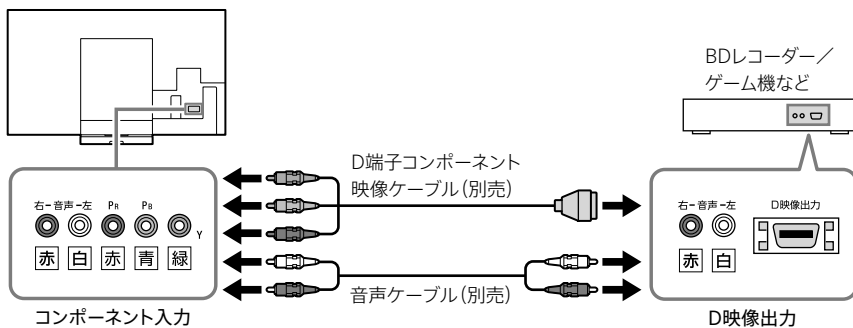 BDレコーダー／
ゲーム機など
D端子コンポーネント
映像ケーブル（別売）
右-音声-左 PR PB
Y
赤 白 赤 青 緑
コンポーネント入力
音声ケーブル（別売）
右-音声-左 D映像出力
赤 白
D映像出力